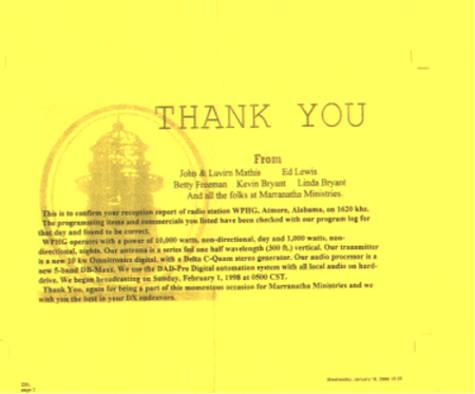 THANK YOU
From
John & Luvirn Mathis Ed Lewis
Betty Freeman Kevin Bryant Linda Bryant
And all the folks at Marranatha Ministries.
This is to confirm your reception report of radio station WPHG, Atmore, Alabama, on 1620 khz.
The programming items and commercials you listed have been checked with our program log for
that day and found to be correct.
WPHG operates with a power of 10,000 watts, non-directional, day and 1,000 watts, non-
directional, nights. Our antenna is a series fed one half wavelength (300 ft.) vertical. Our transmitter
is a new 10 kw Omnitronics digital, with a Delta C-Quam stereo generator. Our audio processor is a
new 5-band DB-Maxx. We use the DAD-Pro Digital automation system with all local audio on hard-
drive. We began broadcasting on Sunday, February 1, 1998 at 0500 CST.
Thank You, again for being a part of this momentous occasion for Marranatha Ministries and we
wish you the best in your DX endeavors.
page 1
Wednesday, January 19,